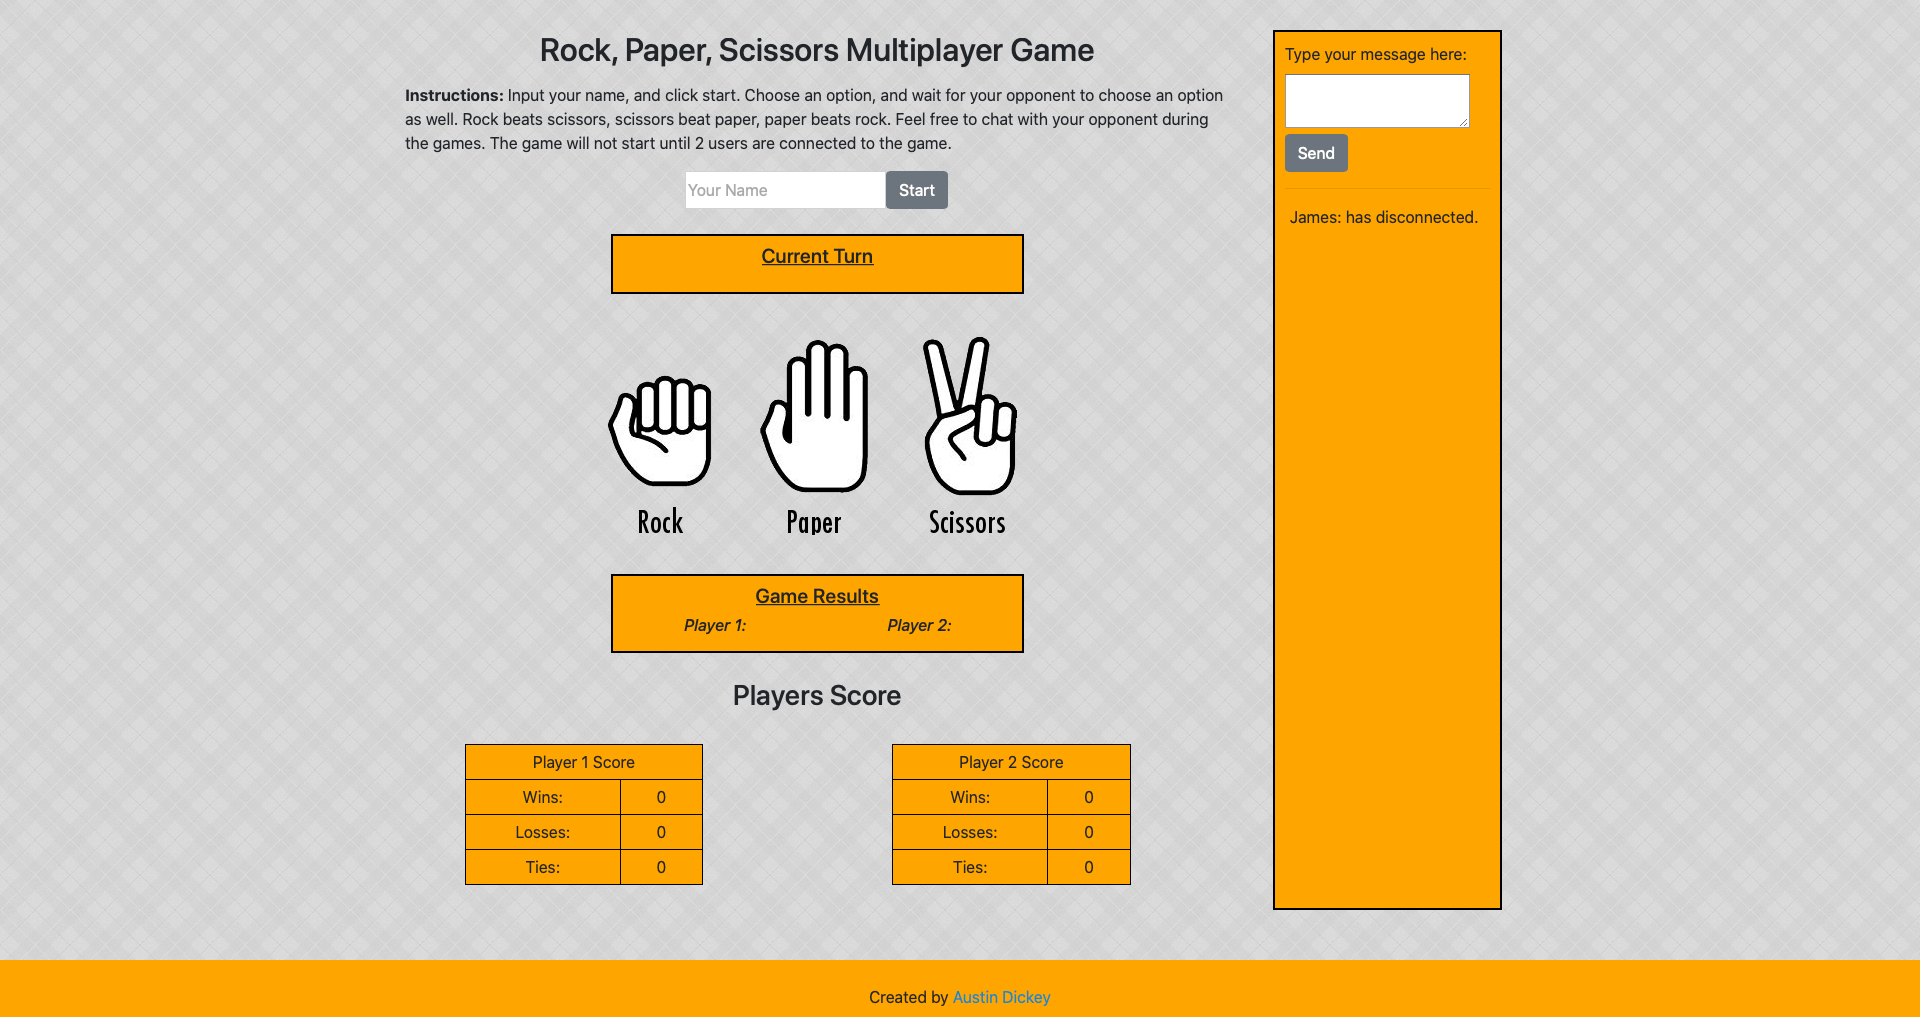 Rock, Paper, Scissors Multiplayer Game
Instructions: Input your name, and click start. Choose an option, and wait for your opponent to choose an option
as well. Rock beats scissors, scissors beat paper, paper beats rock. Feel free to chat with your opponent during
the games. The game will not start until 2 users are connected to the game.
Your Name
Start
Current Turn
Rock
Paper
Scissors
Game Results
Player 1:
Player 2:
Players Score
Player 1 Score
Wins: 0
Losses: 0
Ties: 0
Player 2 Score
Wins: 0
Losses: 0
Ties: 0
Type your message here:
Send
James: has disconnected.
Created by Austin Dickey